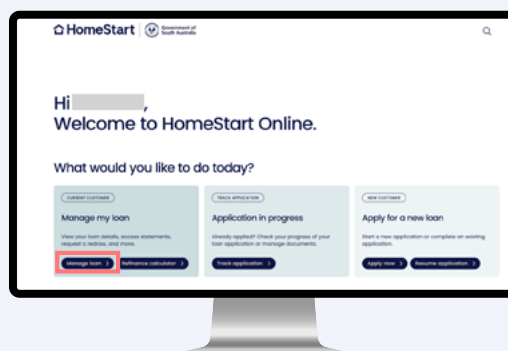 HomeStart
Government of
South Australia
Hi ,
Welcome to HomeStart Online.
What would you like to do today?
CURRENT CUSTOMER
Manage my loan
View your loan details, access statements,
request a redraw, and more.
Manage loan
Refinance calculator
TRACK APPLICATION
Application in progress
Already applied? Check your progress of your
loan application or manage documents.
Track application
NEW CUSTOMER
Apply for a new loan
Start a new application or complete an existing
application.
Apply now
Resume application